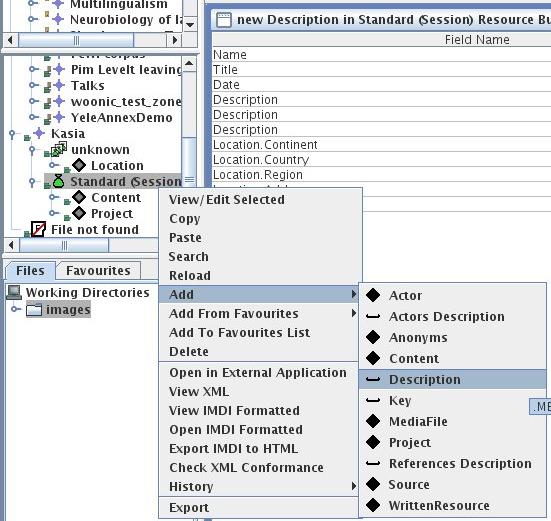 Multilingualism
Neurobiology of la
Pim Levelt leaving
Talks
woonic_test_zone
YeleAnnexDemo
Kasia
unknown
Location
Standard (Session
Content
Project
File not found
Files
Favourites
Working Directories
images
new Description in Standard (Session) Resource Bu
Field Name
Name
Title
Date
Description
Description
Description
Location.Continent
Location.Country
Location.Region
View/Edit Selected
Copy
Paste
Search
Reload
Add
Add From Favourites
Add To Favourites List
Delete
Open in External Application
View XML
View IMDI Formatted
Open IMDI Formatted
Export IMDI to HTML
Check XML Conformance
History
Export
Actor
Actors Description
Anonyms
Content
Description
Key
MediaFile
Project
References Description
Source
WrittenResource